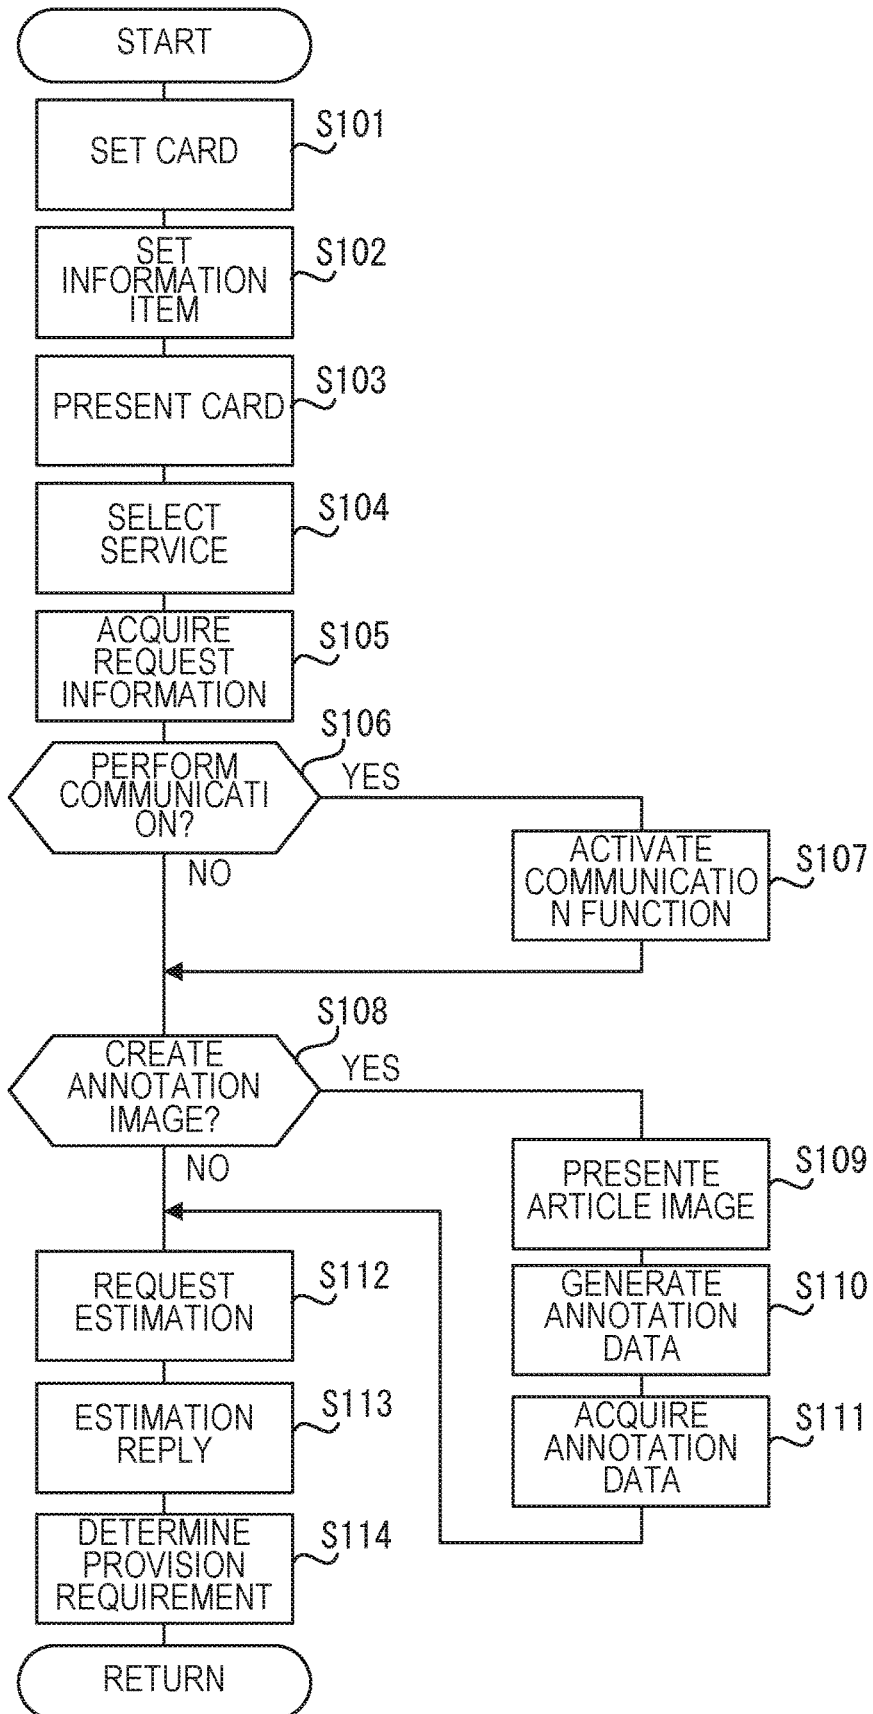 START
SET CARD
S101
SET
INFORMATION
ITEM
S102
PRESENT CARD
S103
SELECT
SERVICE
S104
ACQUIRE
REQUEST
INFORMATION
S105
S106
PERFORM
COMMUNICATI
ON?
YES
NO
ACTIVATE
COMMUNICATIO
N FUNCTION
S107
S108
CREATE
ANNOTATION
IMAGE?
YES
NO
PRESENTE
ARTICLE IMAGE
S109
GENERATE
ANNOTATION
DATA
S110
ACQUIRE
ANNOTATION
DATA
S111
REQUEST
ESTIMATION
S112
ESTIMATION
REPLY
S113
DETERMINE
PROVISION
REQUIREMENT
S114
RETURN